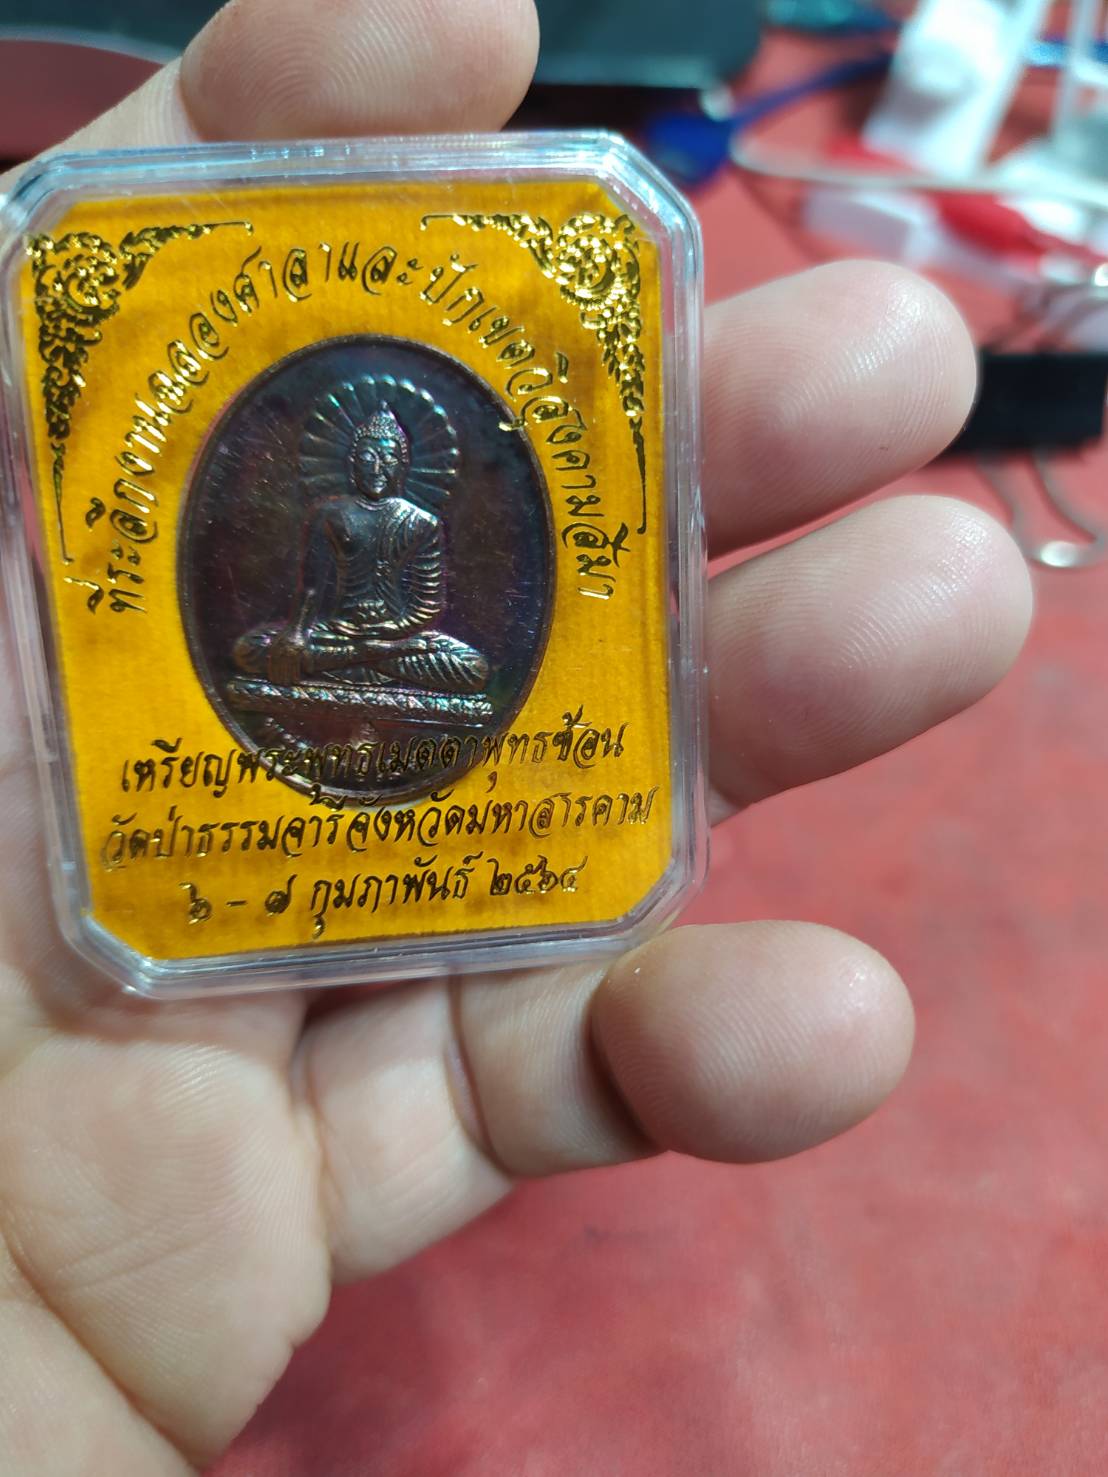 ที่ระลึกงานฉลองศาลาและปักเขตวิสุงคามสีมา
เหรียญพระพุทธเมตตาพุทธซ้อน
วัดป่าธรรมจารีจังหวัดมหาสารคาม
๖ - ๗ กุมภาพันธ์ ๒๕๖๔